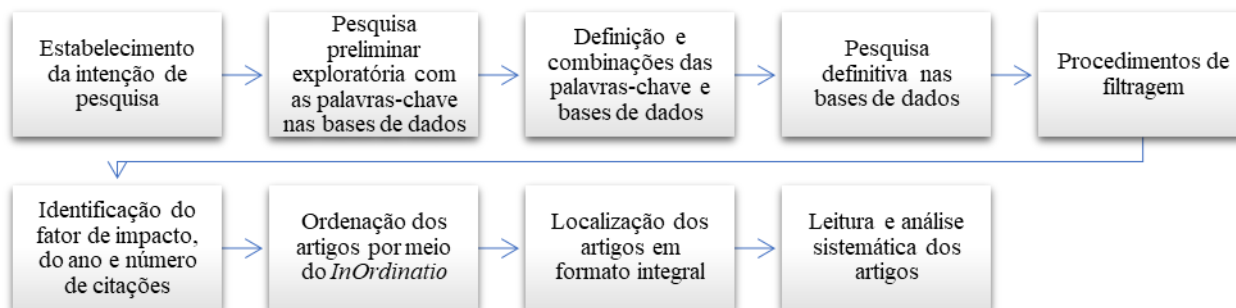 Estabelecimento
da intenção de
pesquisa
Pesquisa
preliminar
exploratória com
as palavras-chave
nas bases de dados
Definição e
combinações das
palavras-chave e
bases de dados
Pesquisa
definitiva nas
bases de dados
Procedimentos de
filtragem
Identificação do
fator de impacto,
do ano e número
de citações
Ordenação dos
artigos por meio
do InOrdinatio
Localização dos
artigos em
formato integral
Leitura e análise
sistemática dos
artigos